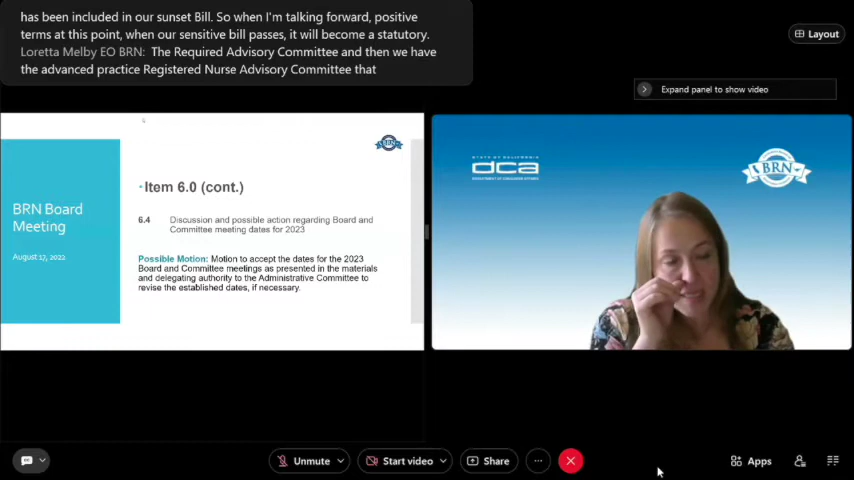 has been included in our sunset Bill. So when I'm talking forward, positive
terms at this point, when our sensitive bill passes, it will become a statutory.
Loretta Melby EO BRN: The Required Advisory Committee and then we have
the advanced practice Registered Nurse Advisory Committee that
Layout
Expand panel to show video
BRN
BRN Board
Meeting
August 17, 2022
Item 6.0 (cont.)
6.4 Discussion and possible action regarding Board and
Committee meeting dates for 2023
Possible Motion: Motion to accept the dates for the 2023
Board and Committee meetings as presented in the materials
and delegating authority to the Administrative Committee to
revise the established dates, if necessary.
STATE OF CALIFORNIA
dca
DEPARTMENT OF CONSUMER AFFAIRS
BRN
Unmute
Start video
Share
Apps